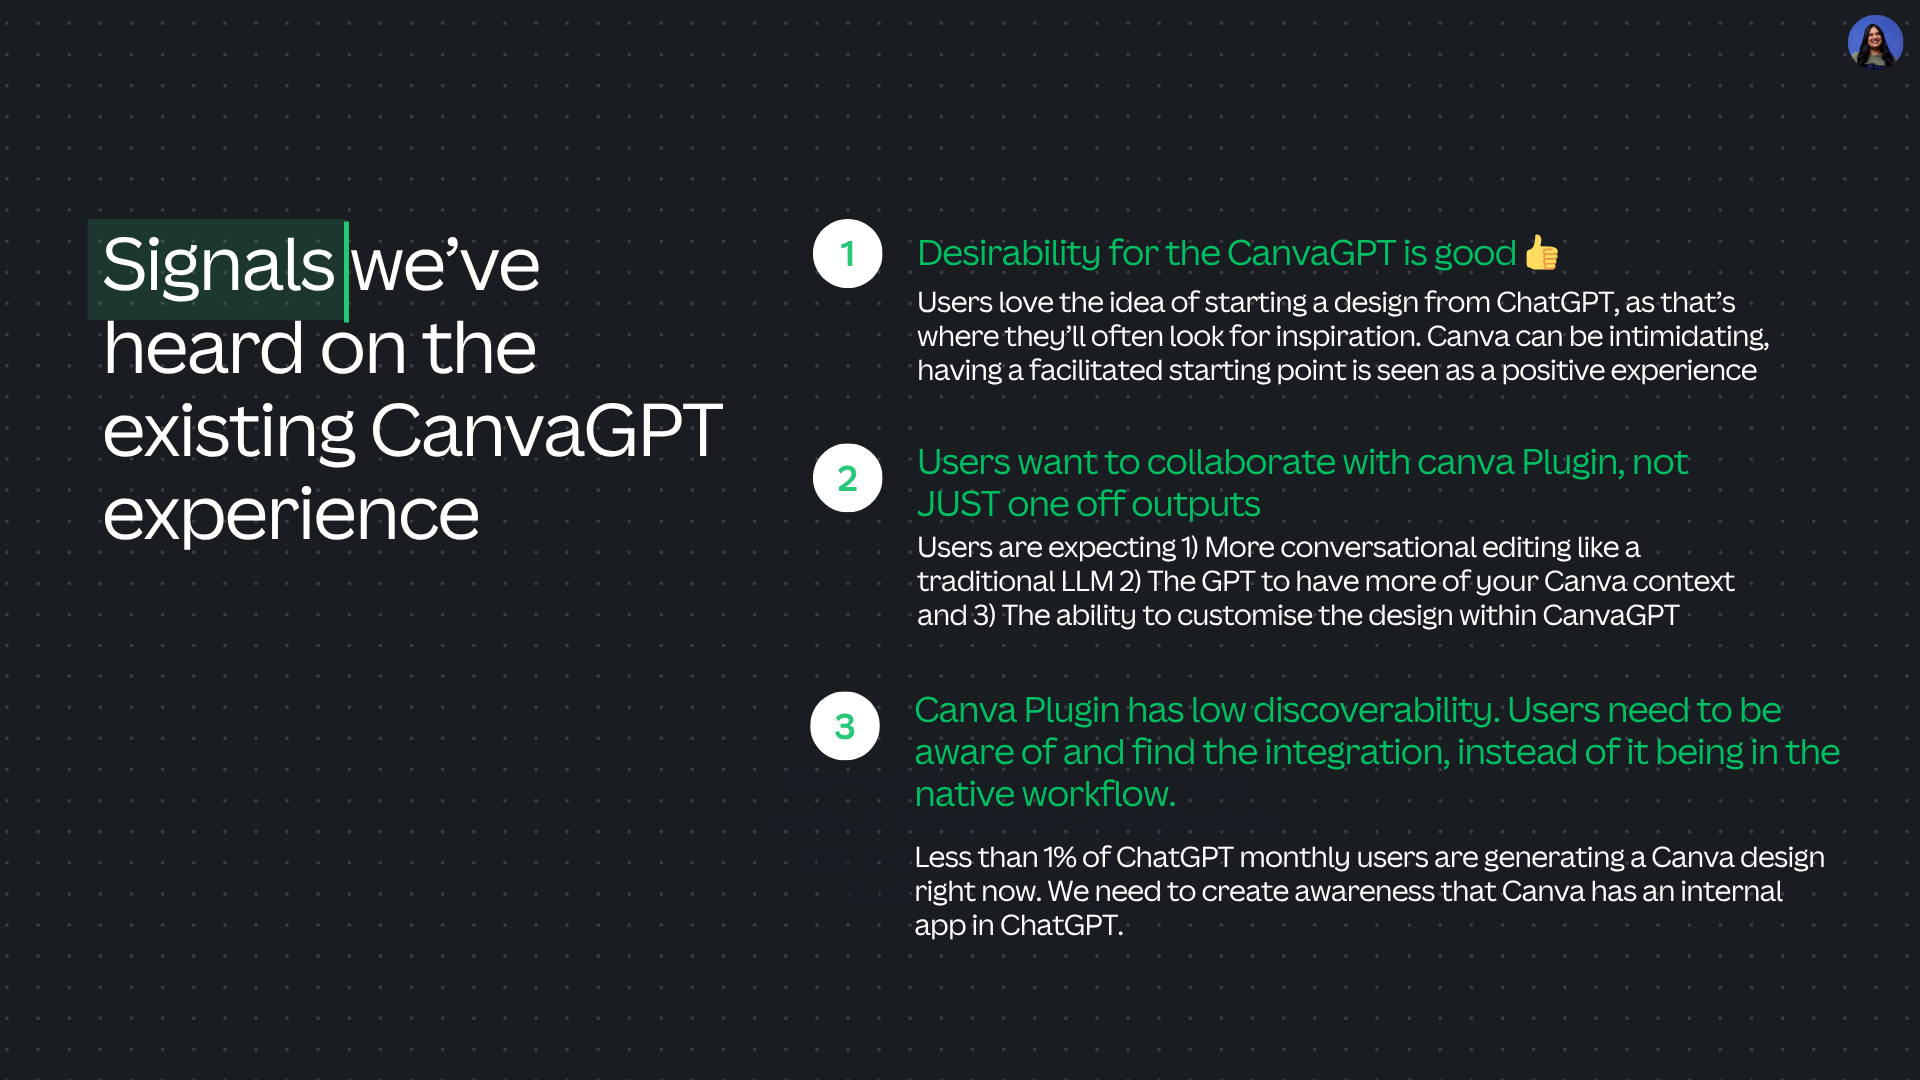 Signals we’ve
heard on the
existing CanvaGPT
experience
1
Desirability for the CanvaGPT is good 👍
Users love the idea of starting a design from ChatGPT, as that’s
where they’ll often look for inspiration. Canva can be intimidating,
having a facilitated starting point is seen as a positive experience
2
Users want to collaborate with canva Plugin, not
JUST one off outputs
Users are expecting 1) More conversational editing like a
traditional LLM 2) The GPT to have more of your Canva context
and 3) The ability to customise the design within CanvaGPT
3
Canva Plugin has low discoverability. Users need to be
aware of and find the integration, instead of it being in the
native workflow.
Less than 1% of ChatGPT monthly users are generating a Canva design
right now. We need to create awareness that Canva has an internal
app in ChatGPT.